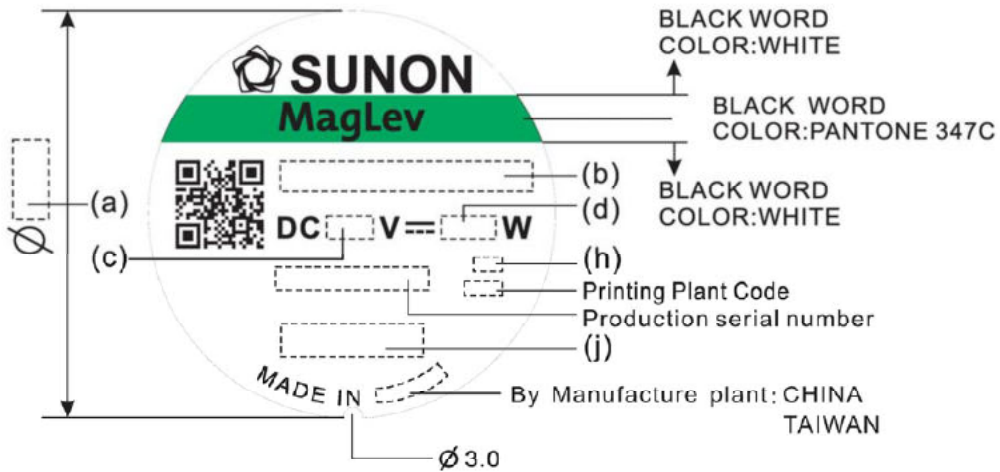 BLACK WORD
COLOR:WHITE
SUNON
MagLev
BLACK WORD
COLOR:PANTONE 347C
(a)
Ø
(b)
BLACK WORD
COLOR:WHITE
DC V W
(d)
(c)
(h)
Printing Plant Code
Production serial number
(j)
MADE IN
By Manufacture plant: CHINA
TAIWAN
Ø3.0